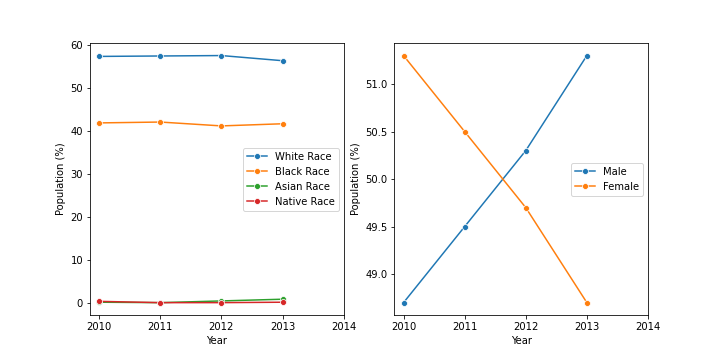 60
50
40
30
20
10
0
Population (%)
2010 2011 2012 2013 2014
Year
White Race
Black Race
Asian Race
Native Race
51.0
50.5
50.0
49.5
49.0
Population (%)
2010 2011 2012 2013 2014
Year
Male
Female